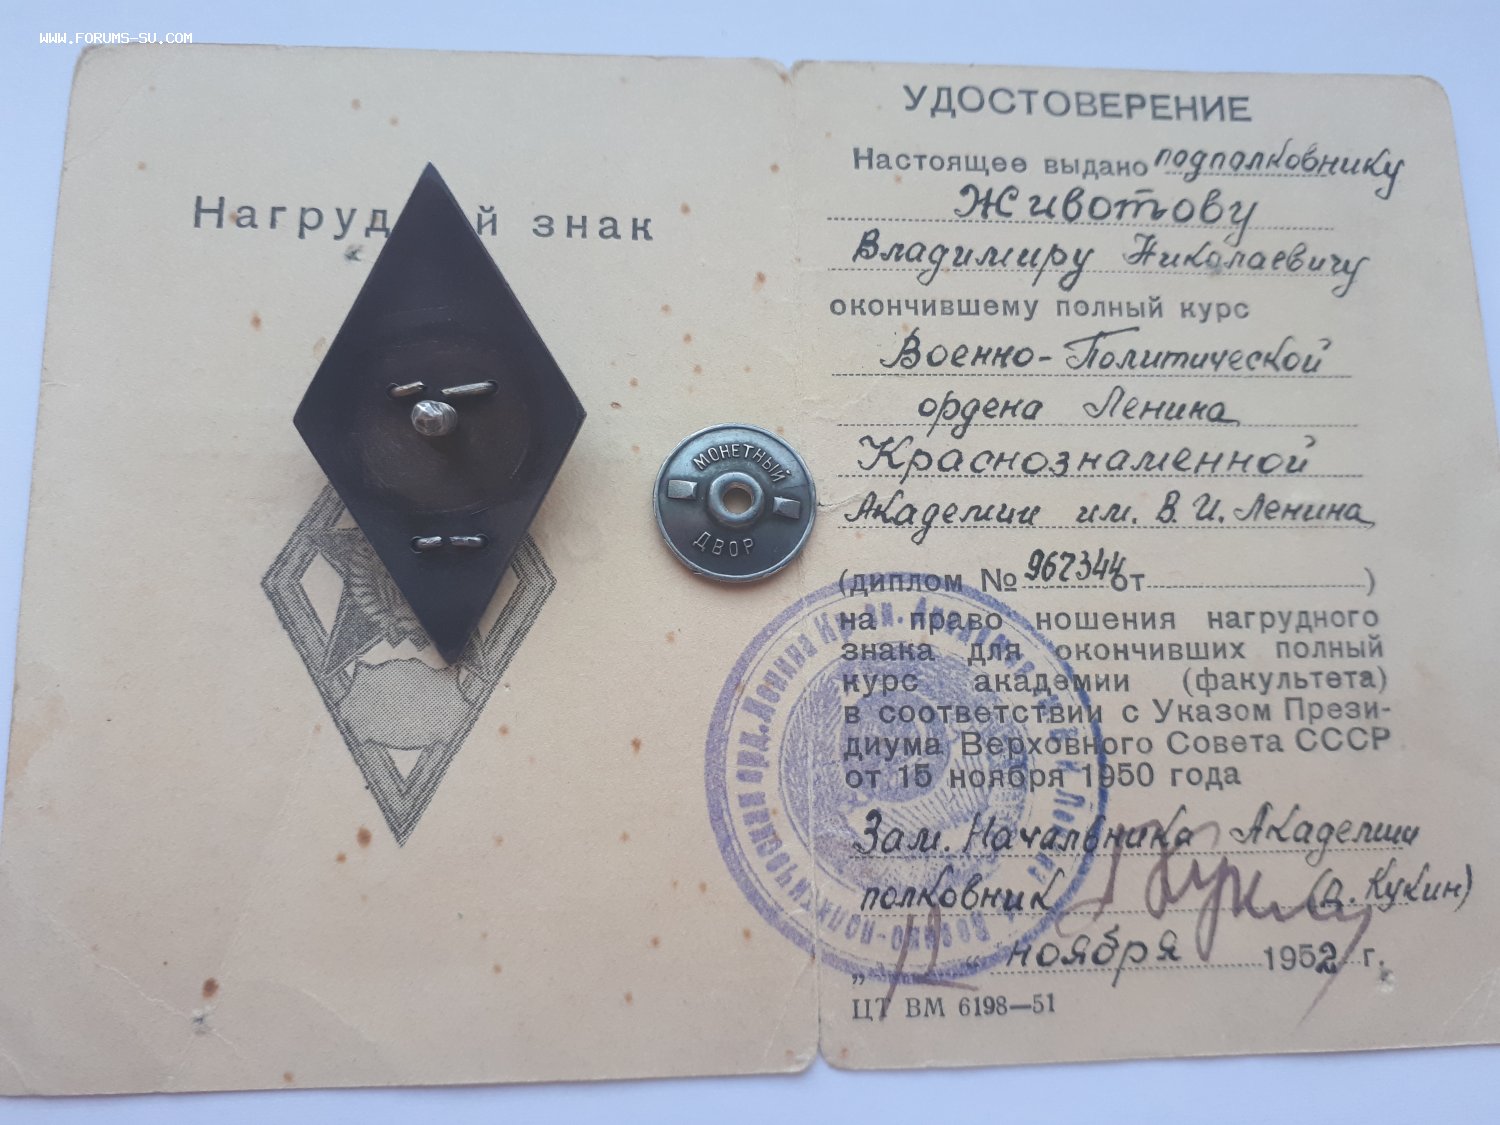 WWW.FORUMS-SU.COM
Нагруд й знак
МОНЕТНЫЙ
ДВОР
УДОСТОВЕРЕНИЕ
Настоящее выдано подполковнику
Животову
Владимиру Николаевичу
окончившему полный курс
Военно-Политической
ордена Ленина
Краснознаменной
Академии им. В. И. Ленина
(диплом № 967344 от )
на право ношения нагрудного
знака для окончивших полный
курс академии (факультета)
в соответствии с Указом Прези-
диума Верховного Совета СССР
от 15 ноября 1950 года
Зам. Начальника Академии
полковник (Д. Кукин)
„12“ ноября 1952 г.
ЦТ ВМ 6198—51